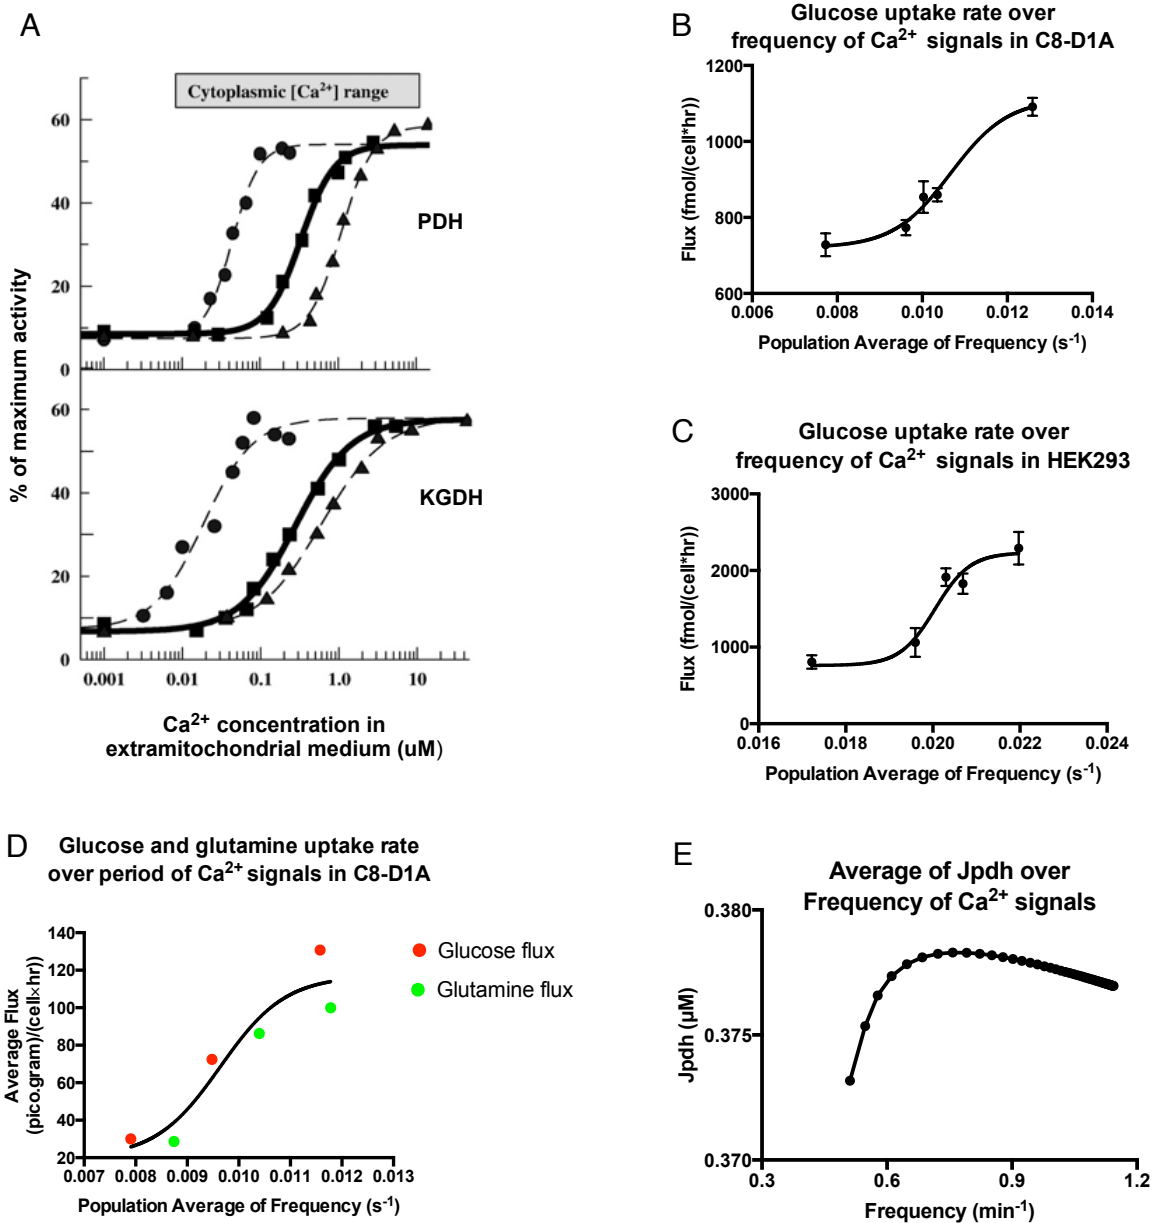 A
Cytoplasmic [Ca²⁺] range
60
40
20
0
PDH
60
40
20
0
KGDH
0.001 0.01 0.1 1.0 10
% of maximum activity
Ca²⁺ concentration in
extramitochondrial medium (uM)
B
Glucose uptake rate over
frequency of Ca²⁺ signals in C8-D1A
1200
1000
800
600
0.006 0.008 0.010 0.012 0.014
Flux (fmol/(cell*hr))
Population Average of Frequency (s⁻¹)
C
Glucose uptake rate over
frequency of Ca²⁺ signals in HEK293
3000
2000
1000
0
0.016 0.018 0.020 0.022 0.024
Flux (fmol/(cell*hr))
Population Average of Frequency (s⁻¹)
D
Glucose and glutamine uptake rate
over period of Ca²⁺ signals in C8-D1A
140
120
100
80
60
40
20
0.007 0.008 0.009 0.010 0.011 0.012 0.013
Average Flux
(pico.gram)/(cell×hr))
Population Average of Frequency (s⁻¹)
Glucose flux
Glutamine flux
E
Average of Jpdh over
Frequency of Ca²⁺ signals
0.380
0.375
0.370
0.3 0.6 0.9 1.2
Jpdh (µM)
Frequency (min⁻¹)